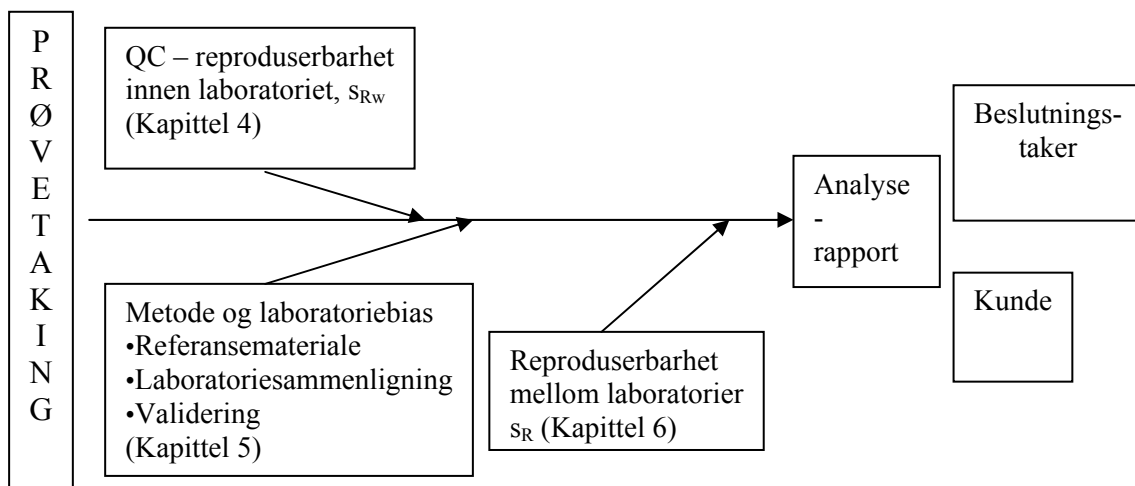 P
R
Ø
V
E
T
A
K
I
N
G
QC – reproduserbarhet
innen laboratoriet, sRw
(Kapittel 4)
Metode og laboratoriebias
•Referansemateriale
•Laboratoriesammenligning
•Validering
(Kapittel 5)
Reproduserbarhet
mellom laboratorier
sR (Kapittel 6)
Analyse
-
rapport
Beslutnings-
taker
Kunde